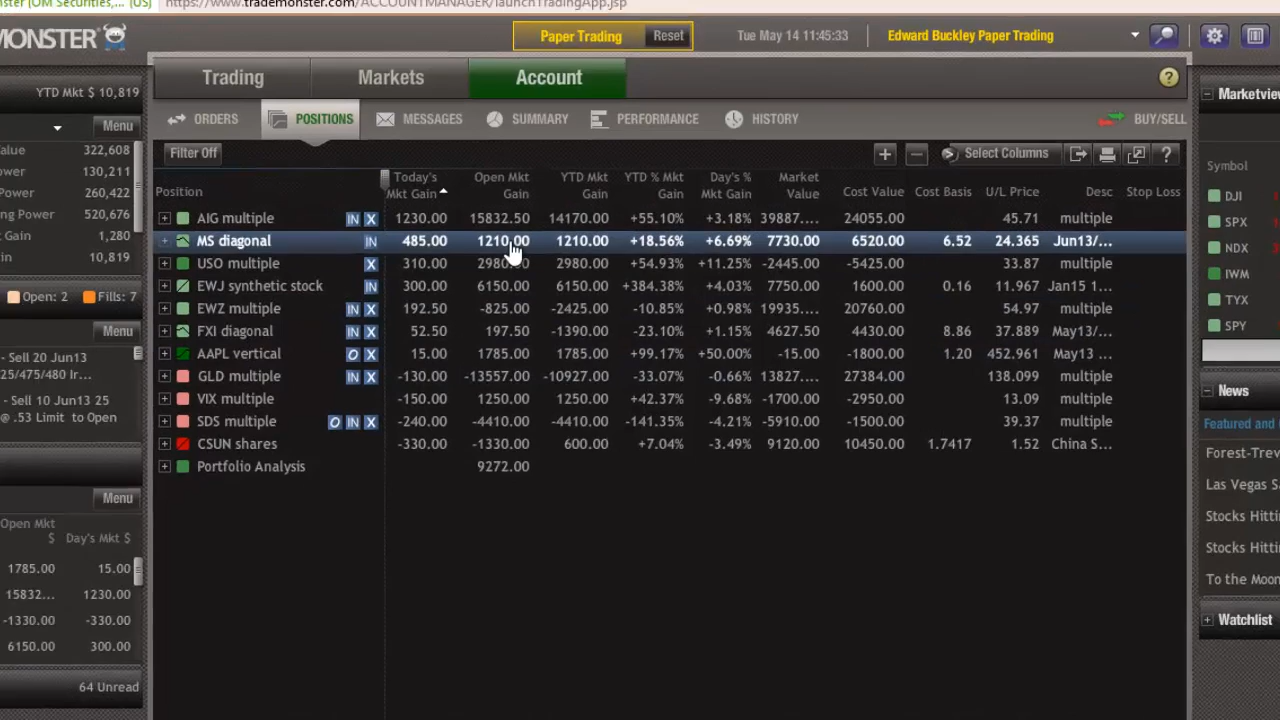 nster (OM Securities,... (US) https://www.trademonster.com/ACCOUNTMANAGER/launchTradingApp.jsp
MONSTER Paper Trading Reset Tue May 14 11:45:33 Edward Buckley Paper Trading
YTD Mkt $ 10,819 Trading Markets Account ? Marketview
Menu ORDERS POSITIONS MESSAGES SUMMARY PERFORMANCE HISTORY BUY/SELL
Filter Off Select Columns ?
Position Today's Mkt Gain Open Mkt Gain YTD Mkt Gain YTD % Mkt Gain Day's % Mkt Gain Market Value Cost Value Cost Basis U/L Price Desc Stop Loss
AIG multiple IN X 1230.00 15832.50 14170.00 +55.10% +3.18% 39887.... 24055.00 45.71 multiple
MS diagonal IN 485.00 1210.00 1210.00 +18.56% +6.69% 7730.00 6520.00 6.52 24.365 Jun13/...
USO multiple X 310.00 2980.00 2980.00 +54.93% +11.25% -2445.00 -5425.00 33.87 multiple
EWJ synthetic stock IN 300.00 6150.00 6150.00 +384.38% +4.03% 7750.00 1600.00 0.16 11.967 Jan15 1...
EWZ multiple IN X 192.50 -825.00 -2425.00 -10.85% +0.98% 19935.... 20760.00 54.97 multiple
FXI diagonal IN X 52.50 197.50 -1390.00 -23.10% +1.15% 4627.50 4430.00 8.86 37.889 May13/...
AAPL vertical O X 15.00 1785.00 1785.00 +99.17% +50.00% -15.00 -1800.00 1.20 452.961 May13 ...
GLD multiple IN X -130.00 -13557.00 -10927.00 -33.07% -0.66% 13827.... 27384.00 138.099 multiple
VIX multiple -150.00 1250.00 1250.00 +42.37% -9.68% -1700.00 -2950.00 13.09 multiple
SDS multiple O IN X -240.00 -4410.00 -4410.00 -141.35% -4.21% -5910.00 -1500.00 39.37 multiple
CSUN shares -330.00 -1330.00 600.00 +7.04% -3.49% 9120.00 10450.00 1.7417 1.52 China S...
Portfolio Analysis 9272.00
alue 322,608
ower 130,211
Power 260,422
ng Power 520,676
t Gain 1,280
in 10,819
Open: 2 Fills: 7
Menu
- Sell 20 Jun13
25/475/480 Ir...
- Sell 10 Jun13 25
@ .53 Limit to Open
Menu
Open Mkt $ Day's Mkt $
1785.00 15.00
15832... 1230.00
-1330.00 -330.00
6150.00 300.00
64 Unread
Symbol
DJI
SPX
NDX
IWM
TYX
SPY
News
Featured and
Forest-Trev
Las Vegas Sa
Stocks Hittin
Stocks Hittin
To the Moon
Watchlist